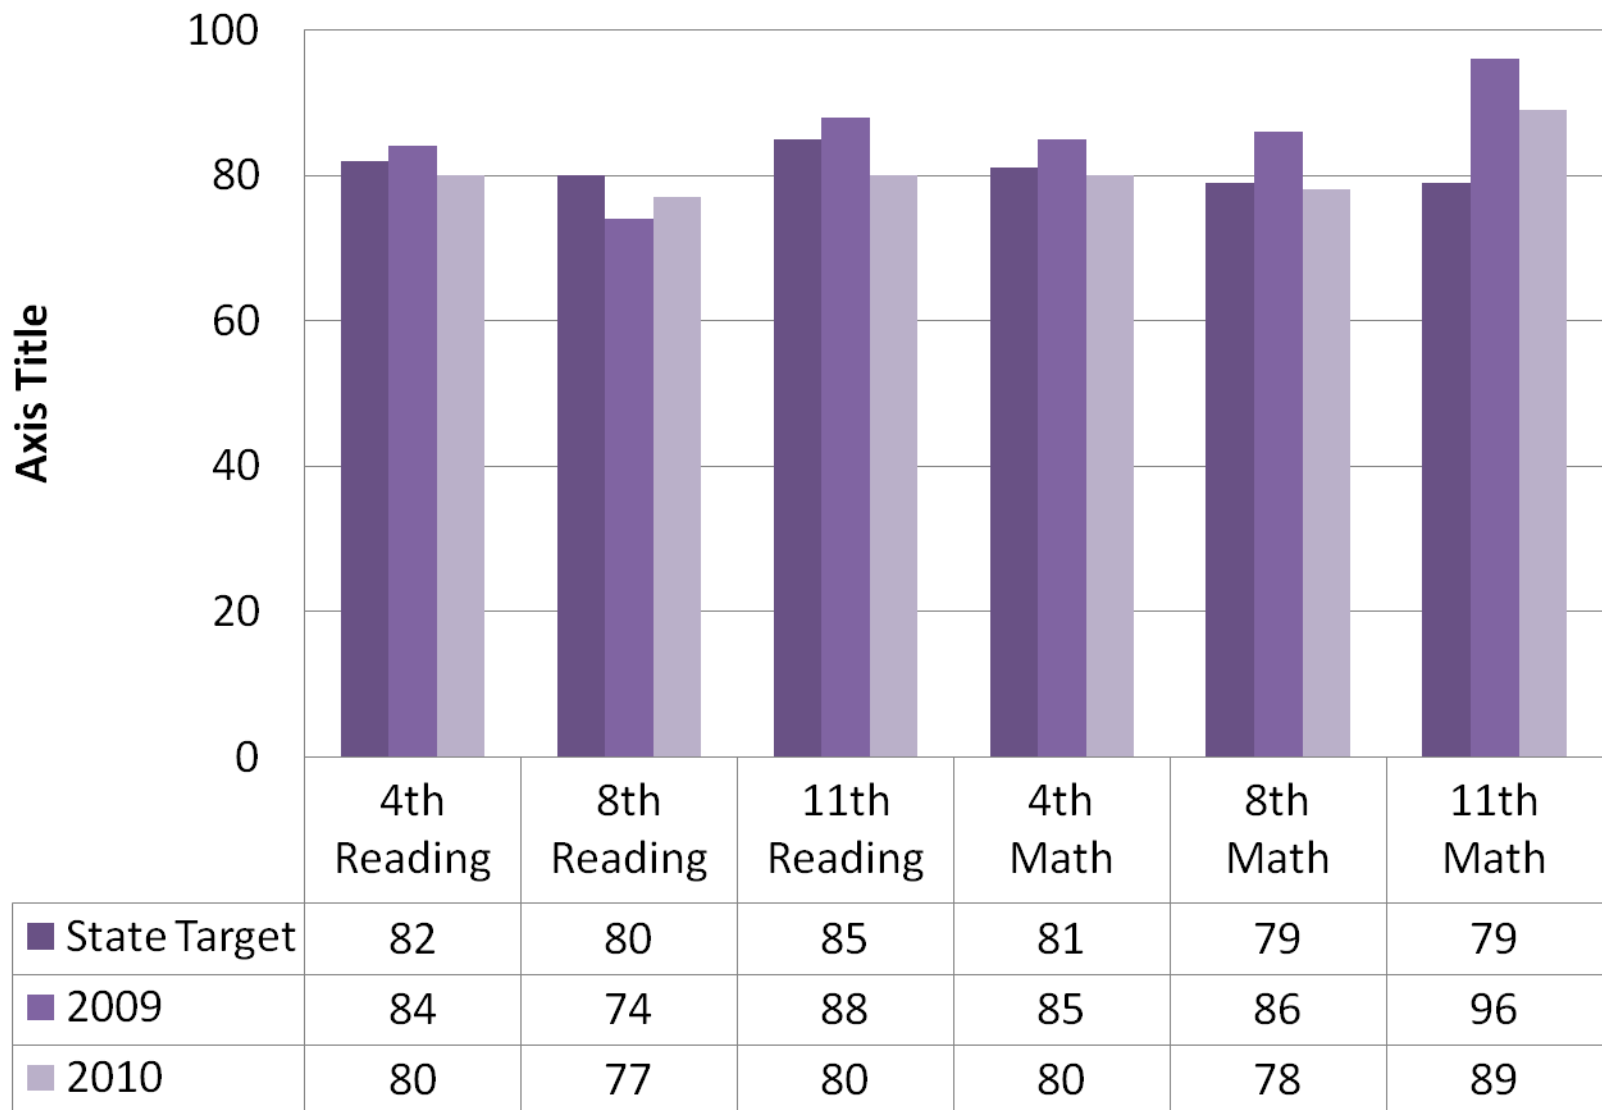 100
80
60
40
20
0
Axis Title
4th Reading
8th Reading
11th Reading
4th Math
8th Math
11th Math
State Target 82 80 85 81 79 79
2009 84 74 88 85 86 96
2010 80 77 80 80 78 89